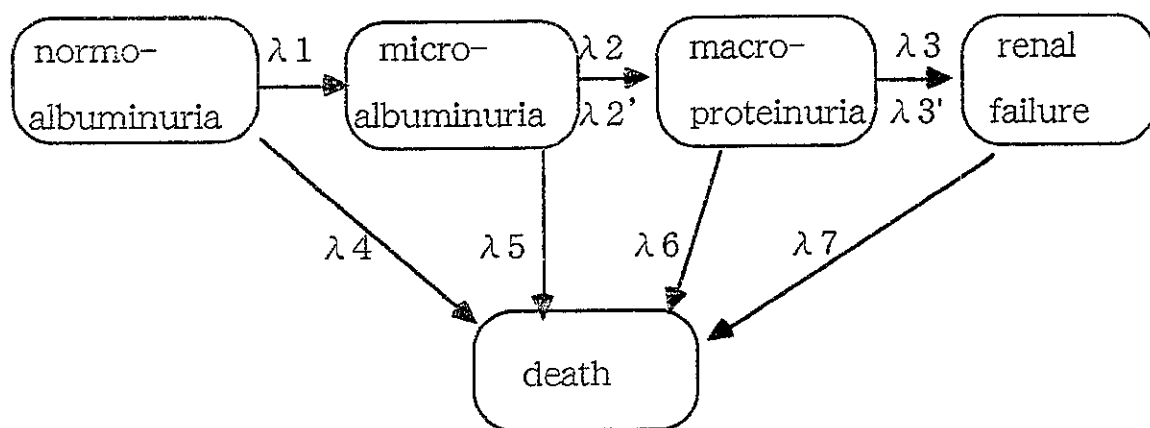 normo-
albuminuria
λ1
micro-
albuminuria
λ2
λ2'
macro-
proteinuria
λ3
λ3'
renal
failure
λ4
λ5
λ6
λ7
death